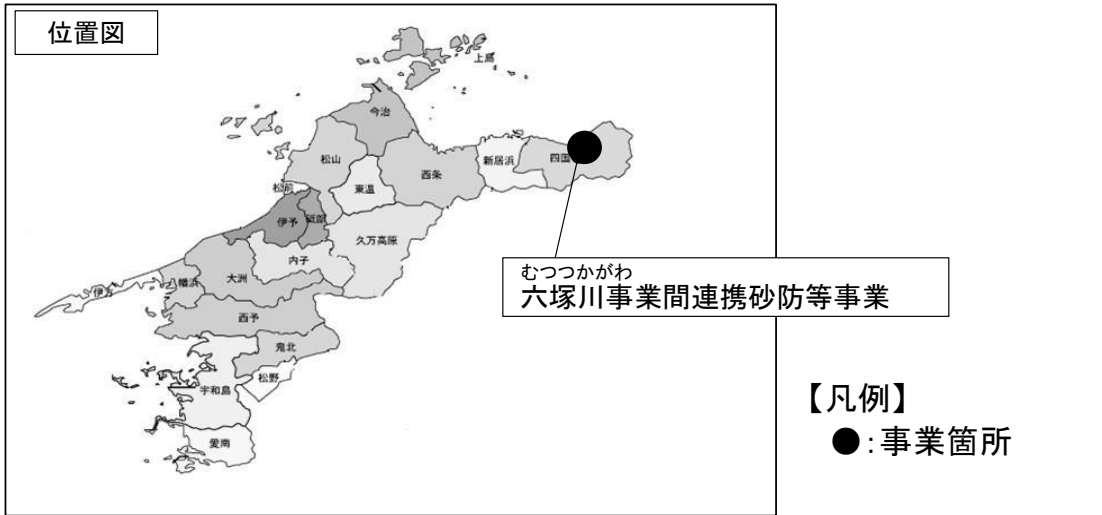 位置図
上島
今治
松山
新居浜
四国
西条
松前
東温
伊予
砥部
久万高原
内子
大洲
八幡浜
伊方
西予
鬼北
松野
宇和島
愛南
むつつかがわ
六塚川事業間連携砂防等事業
【凡例】
●:事業箇所